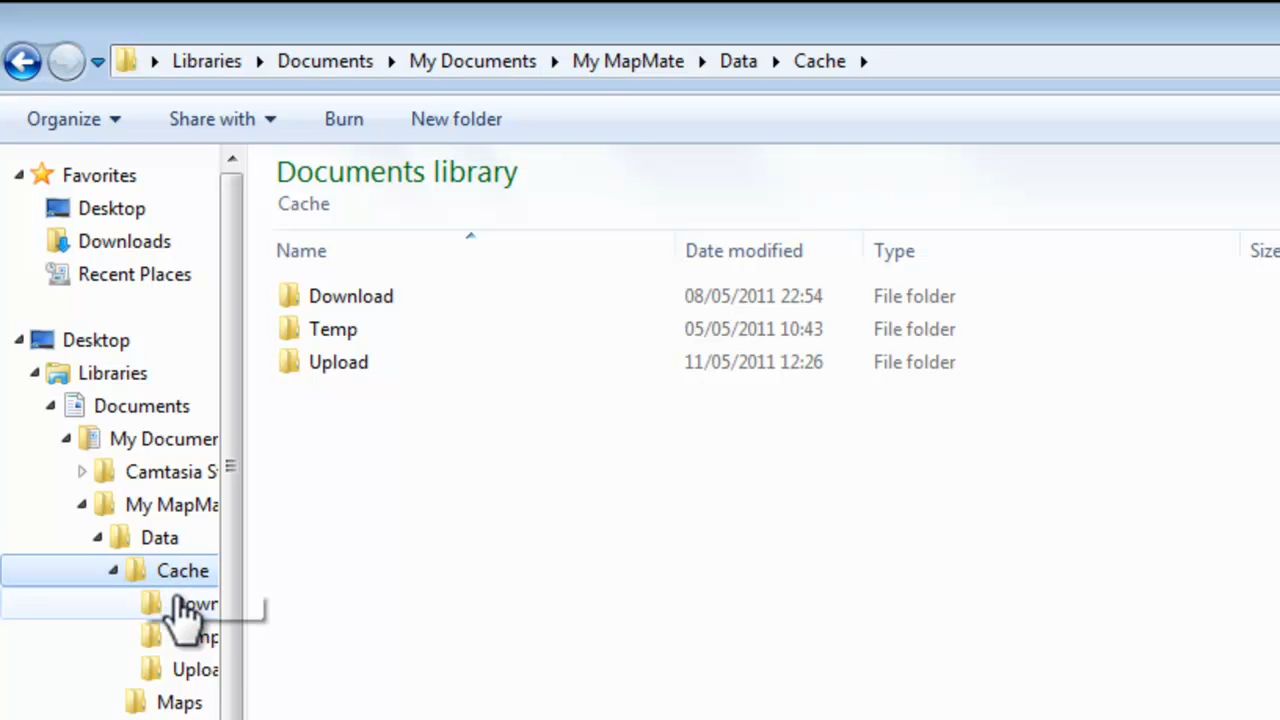 Libraries Documents My Documents My MapMate Data Cache
Organize Share with Burn New folder
Favorites
Desktop
Downloads
Recent Places
Desktop
Libraries
Documents
My Documen
Camtasia S
My MapMa
Data
Cache
Uploa
Maps
Documents library
Cache
Name Date modified Type Size
Download 08/05/2011 22:54 File folder
Temp 05/05/2011 10:43 File folder
Upload 11/05/2011 12:26 File folder